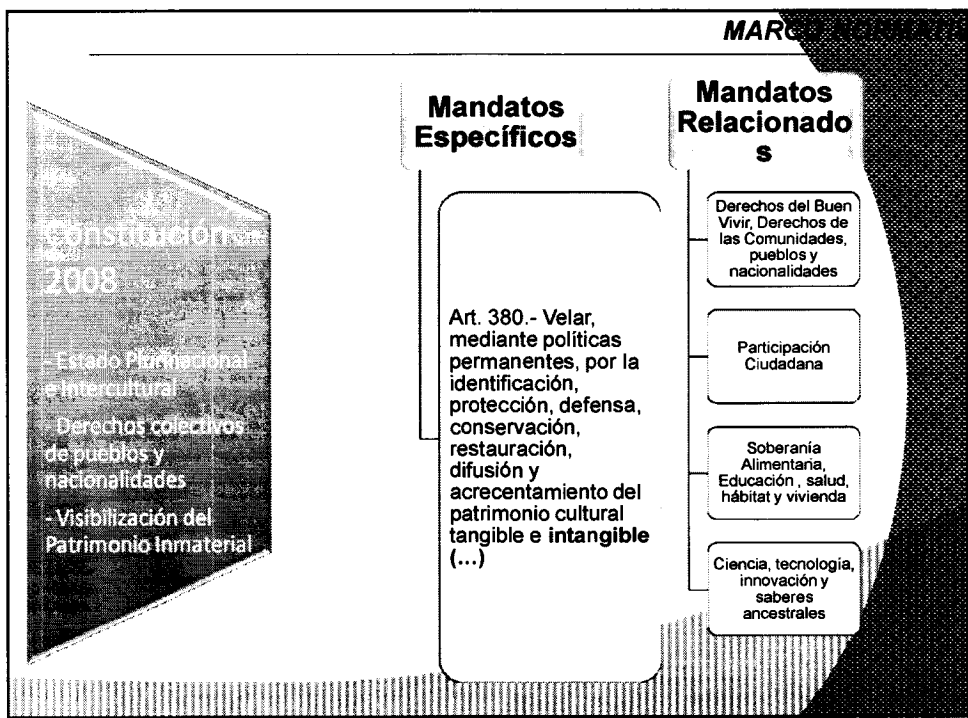 MARCO NORMATIV
Constitución
2008
- Estado Plurinacional
e Intercultural
- Derechos colectivos
de pueblos y
nacionalidades
- Visibilización del
Patrimonio Inmaterial
Mandatos
Específicos
Art. 380.- Velar,
mediante políticas
permanentes, por la
identificación,
protección, defensa,
conservación,
restauración,
difusión y
acrecentamiento del
patrimonio cultural
tangible e intangible
(...)
Mandatos
Relacionado
s
Derechos del Buen
Vivir, Derechos de
las Comunidades,
pueblos y
nacionalidades
Participación
Ciudadana
Soberanía
Alimentaria,
Educación , salud,
hábitat y vivienda
Ciencia, tecnología,
innovación y
saberes
ancestrales